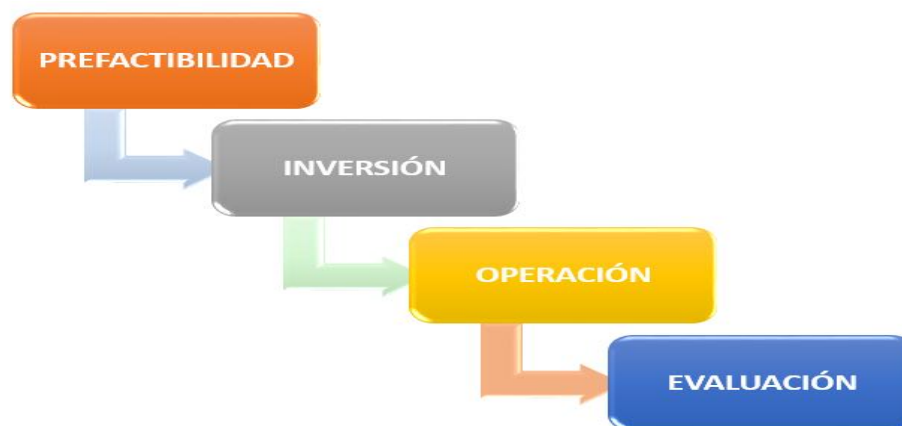 PREFACTIBILIDAD
INVERSIÓN
OPERACIÓN
EVALUACIÓN